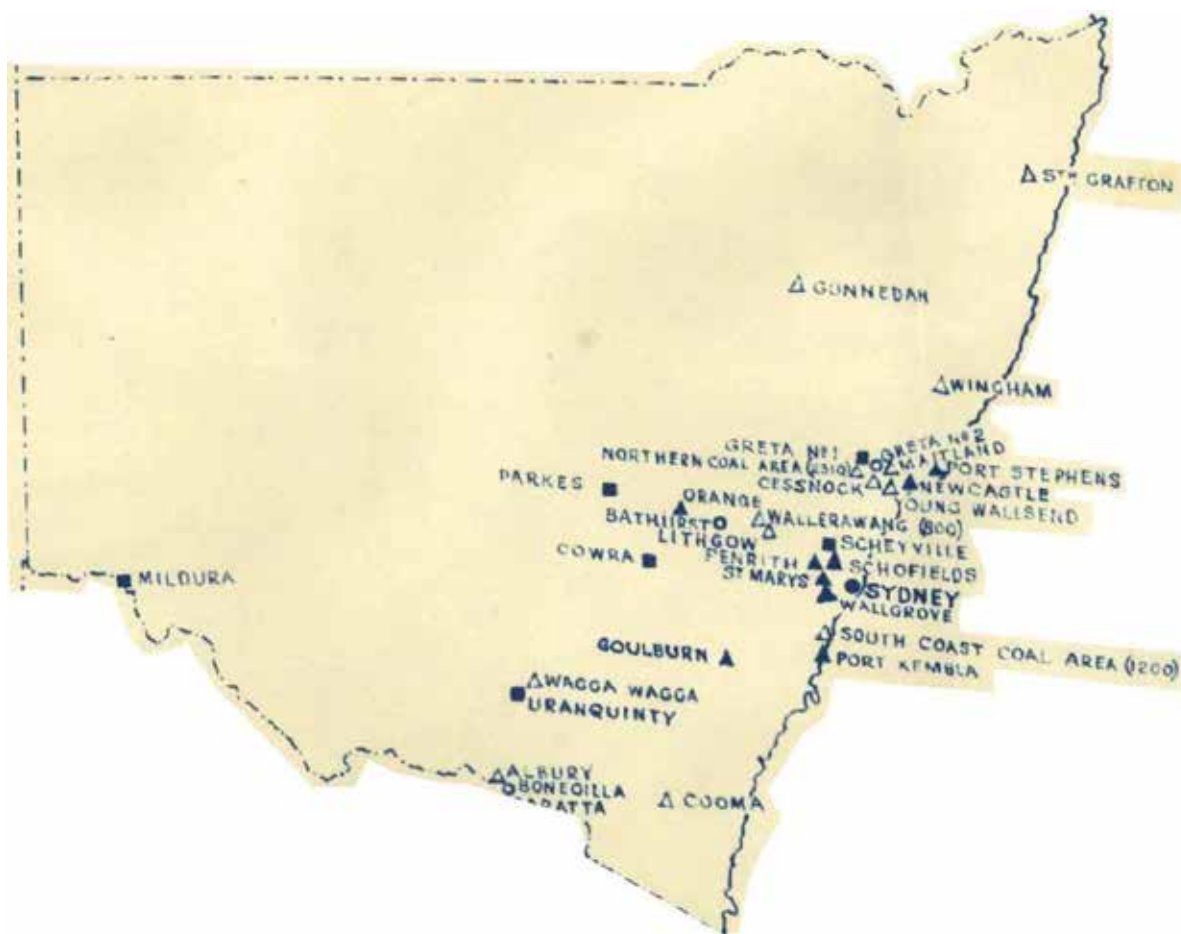 STH GRAFTON
GUNNEDAH
WINGHAM
GRETA Nº1
GRETA Nº2
NORTHERN COAL AREA
MAITLAND
PORT STEPHENS
CESSNOCK
NEWCASTLE
PARKES
ORANGE
WALLSEND
BATHURST
WALLERAWANG (800)
LITHGOW
SCHEYVILLE
COWRA
PENRITH
SCHOFIELDS
MILDURA
ST MARYS
SYDNEY
WALLGROVE
SOUTH COAST COAL AREA (1200)
GOULBURN
PORT KEMBLA
WAGGA WAGGA
URANQUINTY
ALBURY
BONEGILLA
COOMA